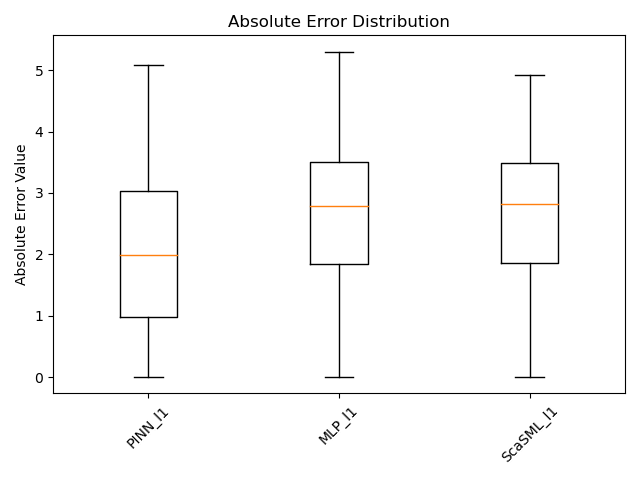 Absolute Error Distribution
Absolute Error Value
5
4
3
2
1
0
PINN_l1
MLP_l1
ScaSML_l1